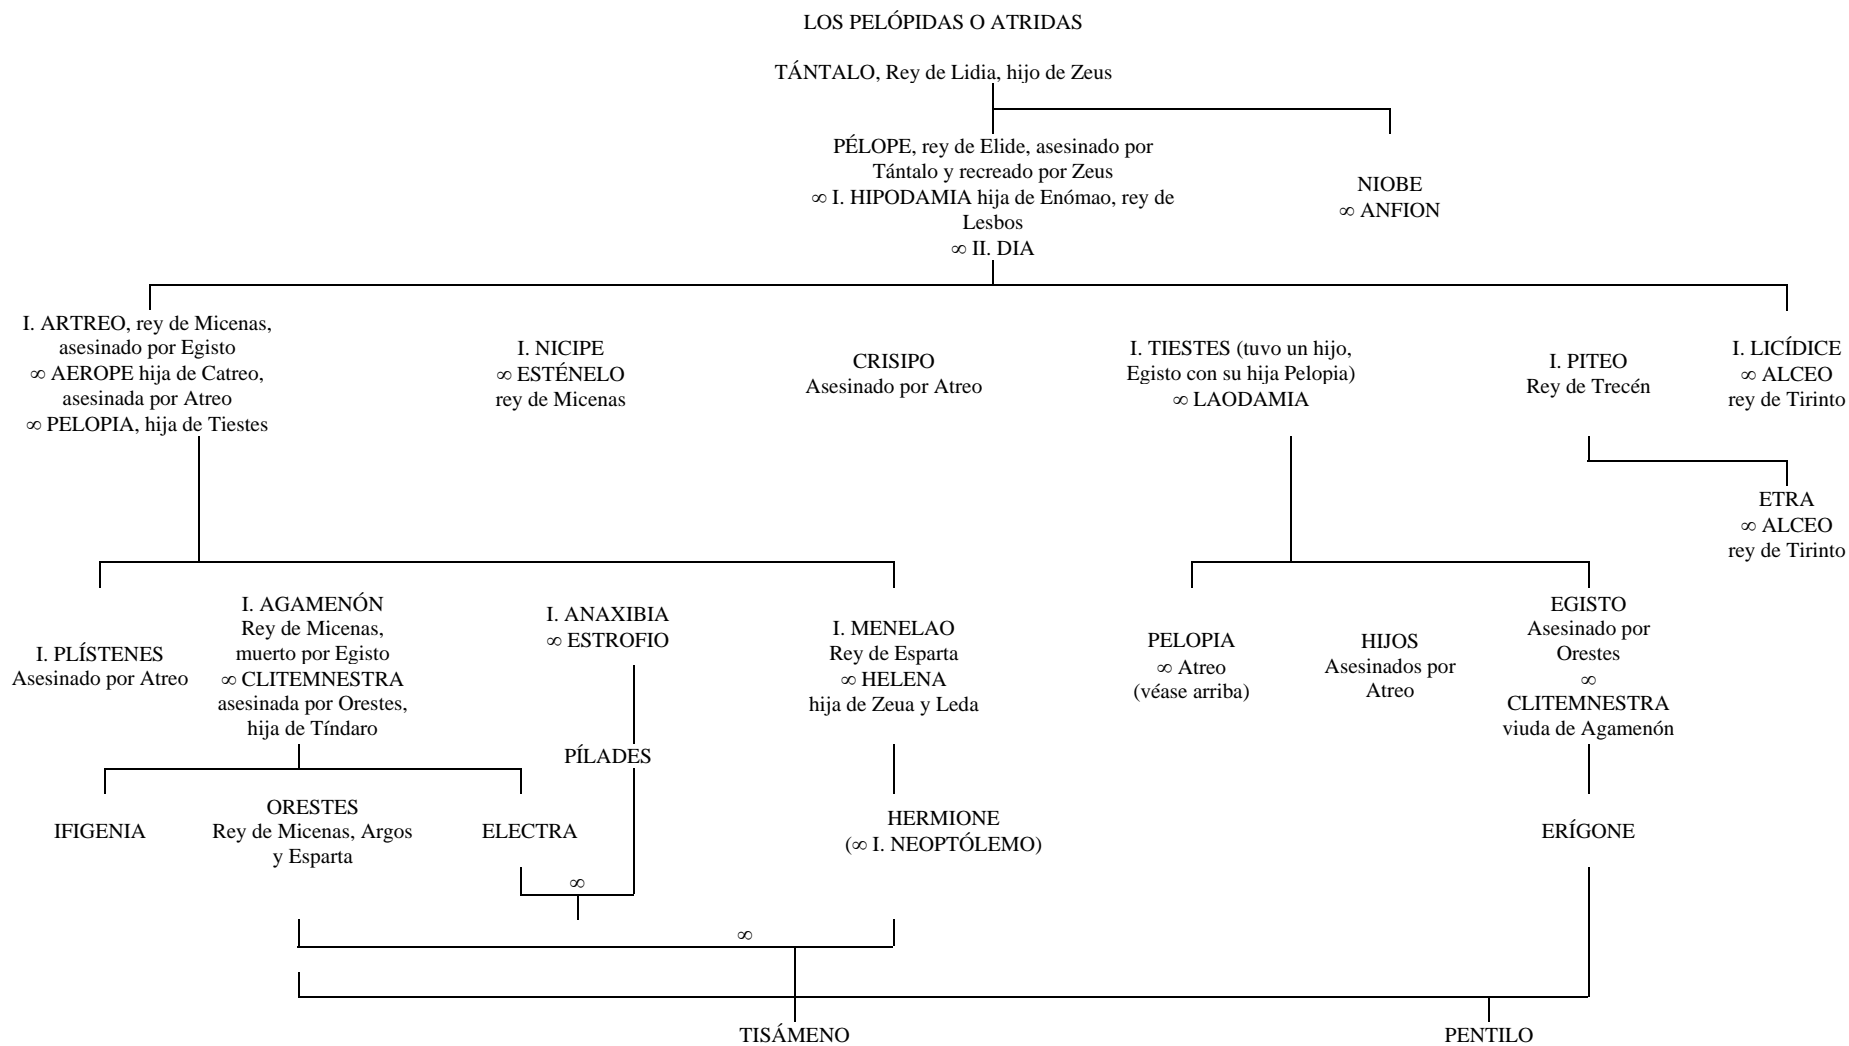 LOS PELÓPIDAS O ATRIDAS
TÁNTALO, Rey de Lidia, hijo de Zeus
PÉLOPE, rey de Elide, asesinado por
Tántalo y recreado por Zeus
∞ I. HIPODAMIA hija de Enómao, rey de
Lesbos
∞ II. DIA
NIOBE
∞ ANFION
I. ARTREO, rey de Micenas,
asesinado por Egisto
∞ AEROPE hija de Catreo,
asesinada por Atreo
∞ PELOPIA, hija de Tiestes
I. NICIPE
∞ ESTÉNELO
rey de Micenas
CRISIPO
Asesinado por Atreo
I. TIESTES (tuvo un hijo,
Egisto con su hija Pelopia)
∞ LAODAMIA
I. PITEO
Rey de Trecén
I. LICÍDICE
∞ ALCEO
rey de Tirinto
ETRA
∞ ALCEO
rey de Tirinto
I. PLÍSTENES
Asesinado por Atreo
I. AGAMENÓN
Rey de Micenas,
muerto por Egisto
∞ CLITEMNESTRA
asesinada por Orestes,
hija de Tíndaro
I. ANAXIBIA
∞ ESTROFIO
I. MENELAO
Rey de Esparta
∞ HELENA
hija de Zeua y Leda
PELOPIA
∞ Atreo
(véase arriba)
HIJOS
Asesinados por
Atreo
EGISTO
Asesinado por
Orestes
∞
CLITEMNESTRA
viuda de Agamenón
PÍLADES
IFIGENIA
ORESTES
Rey de Micenas, Argos
y Esparta
ELECTRA
HERMIONE
(∞ I. NEOPTÓLEMO)
ERÍGONE
∞
∞
TISÁMENO
PENTILO